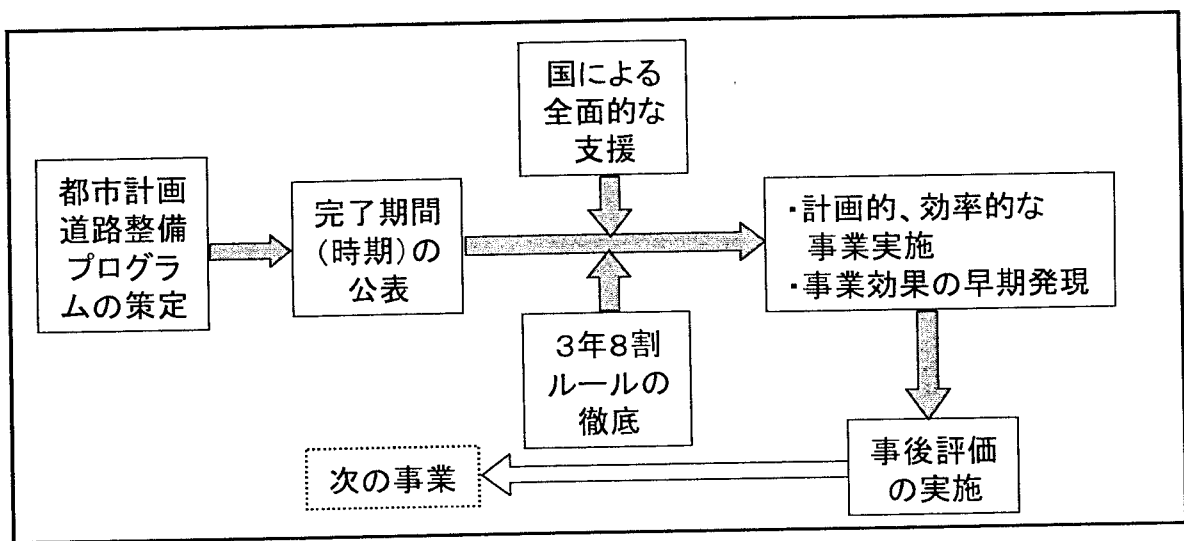 都市計画
道路整備
プログラ
ムの策定
完了期間
(時期)の
公表
国による
全面的な
支援
3年8割
ルールの
徹底
・計画的、効率的な
事業実施
・事業効果の早期発現
事後評価
の実施
次の事業